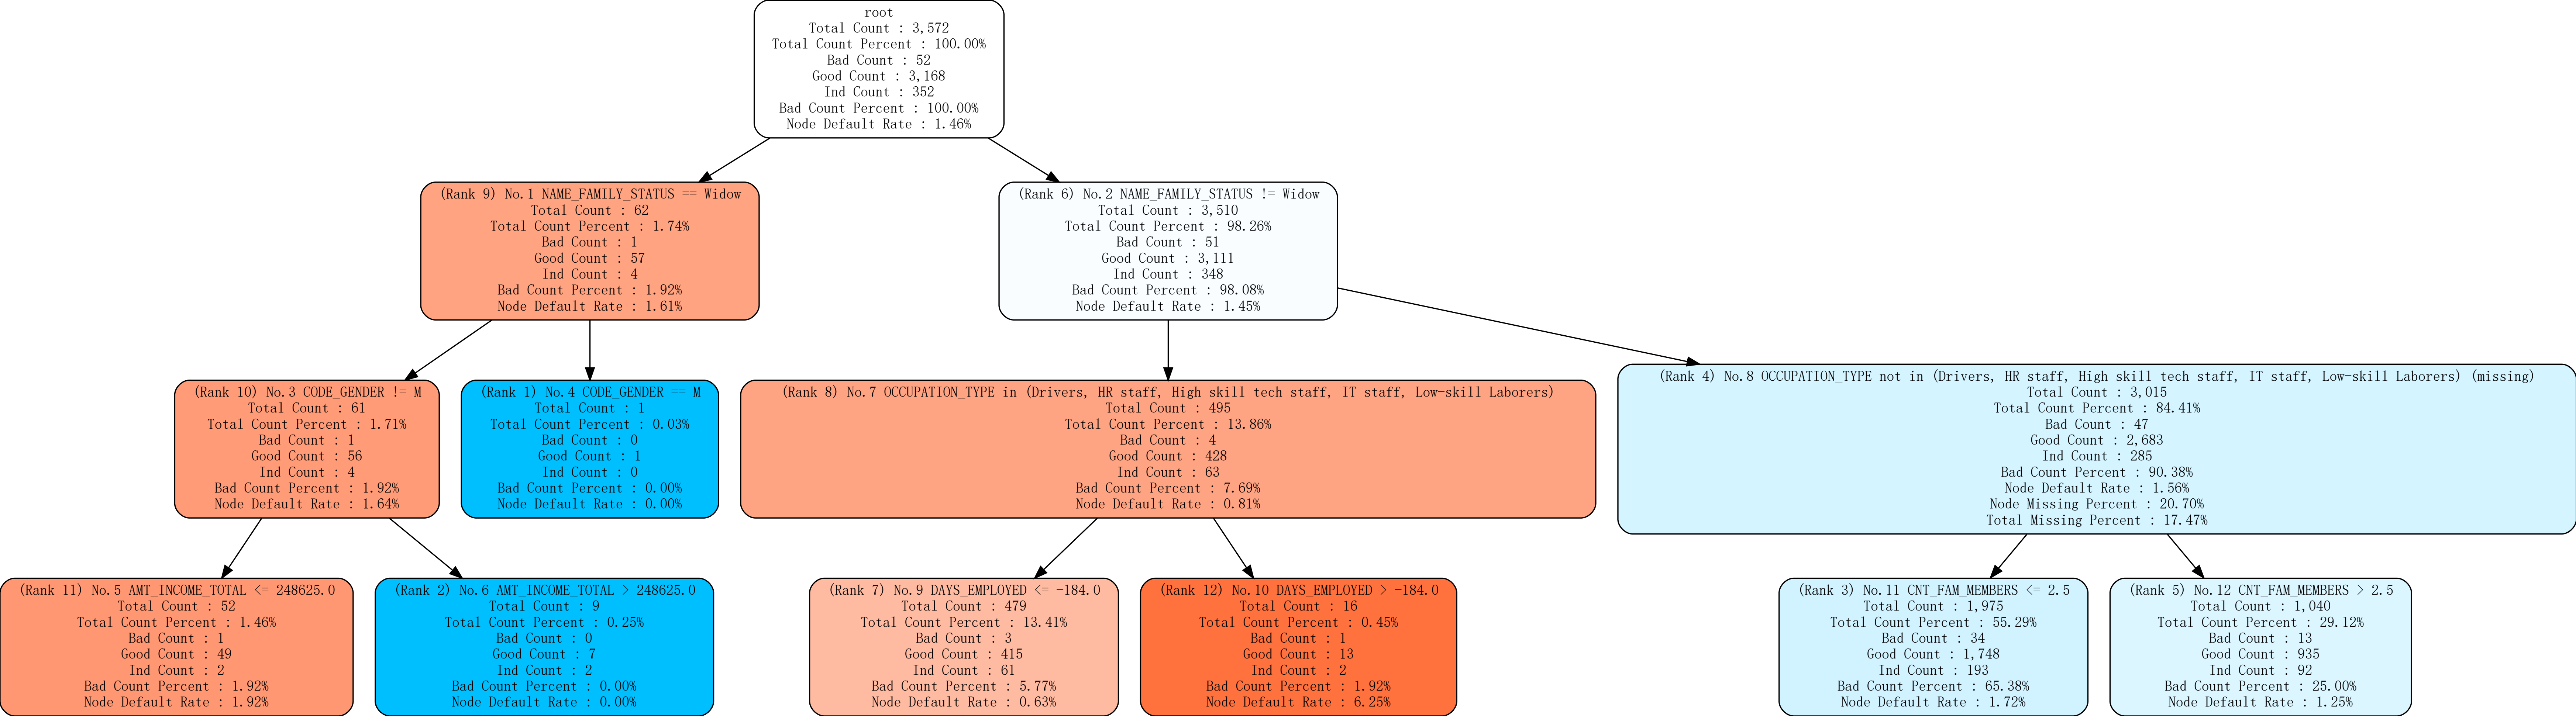 root
Total Count : 3,572
Total Count Percent : 100.00%
Bad Count : 52
Good Count : 3,168
Ind Count : 352
Bad Count Percent : 100.00%
Node Default Rate : 1.46%
(Rank 9) No.1 NAME_FAMILY_STATUS == Widow
Total Count : 62
Total Count Percent : 1.74%
Bad Count : 1
Good Count : 57
Ind Count : 4
Bad Count Percent : 1.92%
Node Default Rate : 1.61%
(Rank 6) No.2 NAME_FAMILY_STATUS != Widow
Total Count : 3,510
Total Count Percent : 98.26%
Bad Count : 51
Good Count : 3,111
Ind Count : 348
Bad Count Percent : 98.08%
Node Default Rate : 1.45%
(Rank 10) No.3 CODE_GENDER != M
Total Count : 61
Total Count Percent : 1.71%
Bad Count : 1
Good Count : 56
Ind Count : 4
Bad Count Percent : 1.92%
Node Default Rate : 1.64%
(Rank 1) No.4 CODE_GENDER == M
Total Count : 1
Total Count Percent : 0.03%
Bad Count : 0
Good Count : 1
Ind Count : 0
Bad Count Percent : 0.00%
Node Default Rate : 0.00%
(Rank 8) No.7 OCCUPATION_TYPE in (Drivers, HR staff, High skill tech staff, IT staff, Low-skill Laborers)
Total Count : 495
Total Count Percent : 13.86%
Bad Count : 4
Good Count : 428
Ind Count : 63
Bad Count Percent : 7.69%
Node Default Rate : 0.81%
(Rank 4) No.8 OCCUPATION_TYPE not in (Drivers, HR staff, High skill tech staff, IT staff, Low-skill Laborers) (missing)
Total Count : 3,015
Total Count Percent : 84.41%
Bad Count : 47
Good Count : 2,683
Ind Count : 285
Bad Count Percent : 90.38%
Node Default Rate : 1.56%
Node Missing Percent : 20.70%
Total Missing Percent : 17.47%
(Rank 11) No.5 AMT_INCOME_TOTAL <= 248625.0
Total Count : 52
Total Count Percent : 1.46%
Bad Count : 1
Good Count : 49
Ind Count : 2
Bad Count Percent : 1.92%
Node Default Rate : 1.92%
(Rank 2) No.6 AMT_INCOME_TOTAL > 248625.0
Total Count : 9
Total Count Percent : 0.25%
Bad Count : 0
Good Count : 7
Ind Count : 2
Bad Count Percent : 0.00%
Node Default Rate : 0.00%
(Rank 7) No.9 DAYS_EMPLOYED <= -184.0
Total Count : 479
Total Count Percent : 13.41%
Bad Count : 3
Good Count : 415
Ind Count : 61
Bad Count Percent : 5.77%
Node Default Rate : 0.63%
(Rank 12) No.10 DAYS_EMPLOYED > -184.0
Total Count : 16
Total Count Percent : 0.45%
Bad Count : 1
Good Count : 13
Ind Count : 2
Bad Count Percent : 1.92%
Node Default Rate : 6.25%
(Rank 3) No.11 CNT_FAM_MEMBERS <= 2.5
Total Count : 1,975
Total Count Percent : 55.29%
Bad Count : 34
Good Count : 1,748
Ind Count : 193
Bad Count Percent : 65.38%
Node Default Rate : 1.72%
(Rank 5) No.12 CNT_FAM_MEMBERS > 2.5
Total Count : 1,040
Total Count Percent : 29.12%
Bad Count : 13
Good Count : 935
Ind Count : 92
Bad Count Percent : 25.00%
Node Default Rate : 1.25%